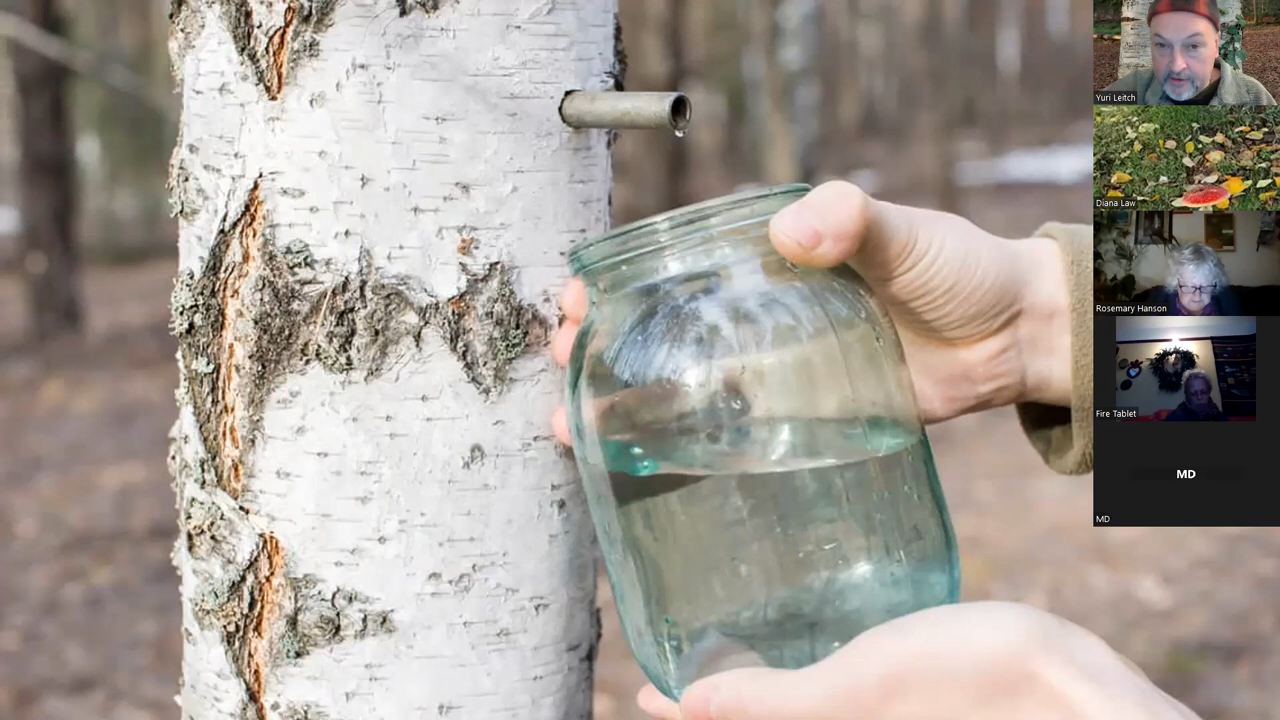 Yuri Leitch
Diana Law
Rosemary Hanson
Fire Tablet
MD
MD